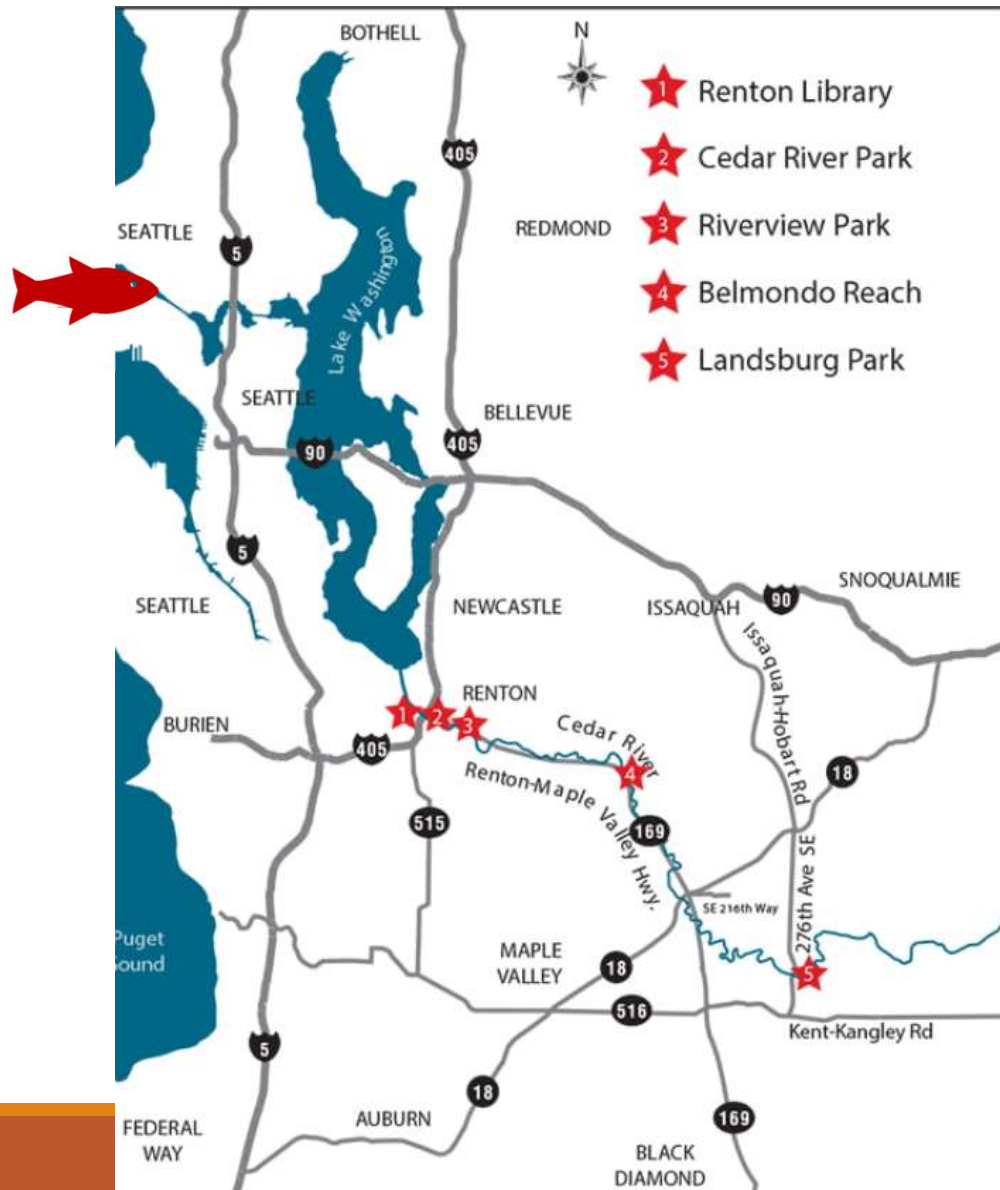 BOTHELL
N
1 Renton Library
405
2 Cedar River Park
SEATTLE
5
REDMOND
3 Riverview Park
Lake Washington
4 Belmondo Reach
5 Landsburg Park
SEATTLE
BELLEVUE
90
405
5
SEATTLE
NEWCASTLE
ISSAQUAH
90
SNOQUALMIE
Issaquah-Hobart Rd
RENTON
1
2
3
BURIEN
405
Cedar River
4
18
Renton-Maple Valley Hwy.
515
169
276th Ave SE
SE 216th Way
Puget
Sound
MAPLE
VALLEY
18
5
516
Kent-Kangley Rd
5
18
AUBURN
169
FEDERAL
WAY
BLACK
DIAMOND